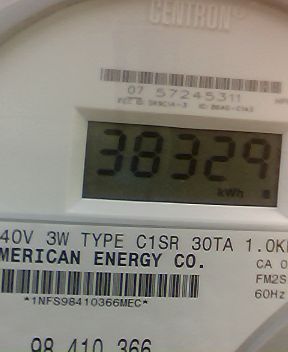 CENTRON®
07 57245311
38329
kWh
40V 3W TYPE C1SR 30TA 1.0K
MERICAN ENERGY CO.
CA 0
FM2S
60Hz
*1NFS98410366MEC*
98 410 366